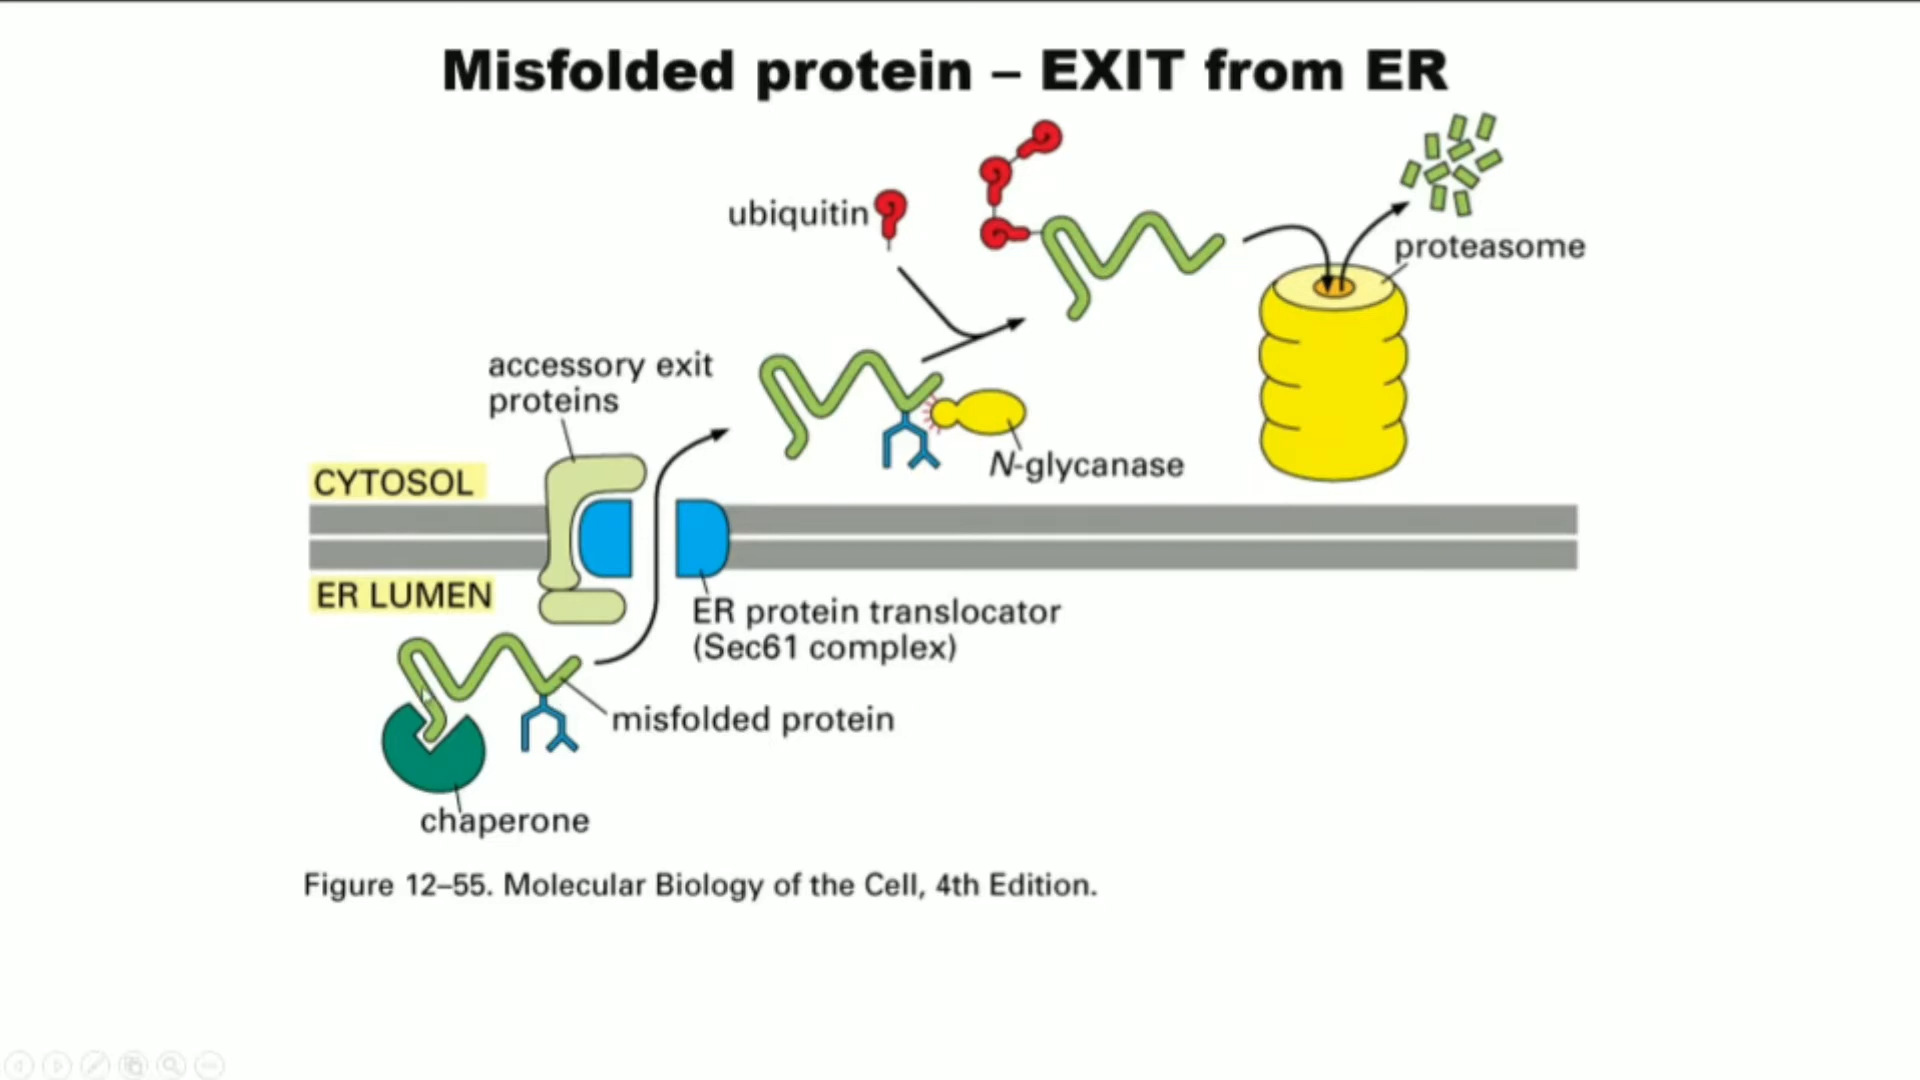 Misfolded protein – EXIT from ER
ubiquitin
proteasome
accessory exit
proteins
N-glycanase
CYTOSOL
ER LUMEN
ER protein translocator
(Sec61 complex)
misfolded protein
chaperone
Figure 12–55. Molecular Biology of the Cell, 4th Edition.